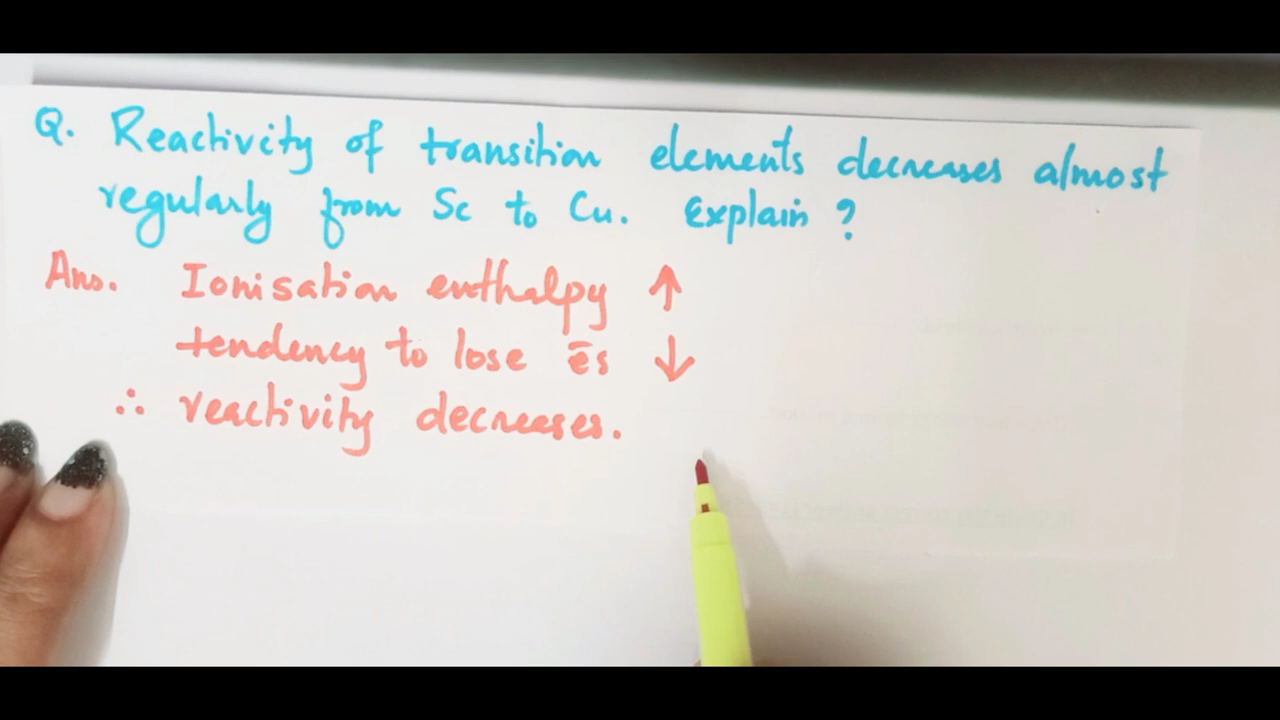 Q. Reactivity of transition elements decreases almost
regularly from Sc to Cu. Explain ?
Ans. Ionisation enthalpy ↑
tendency to lose ēs ↓
∴ reactivity decreases.